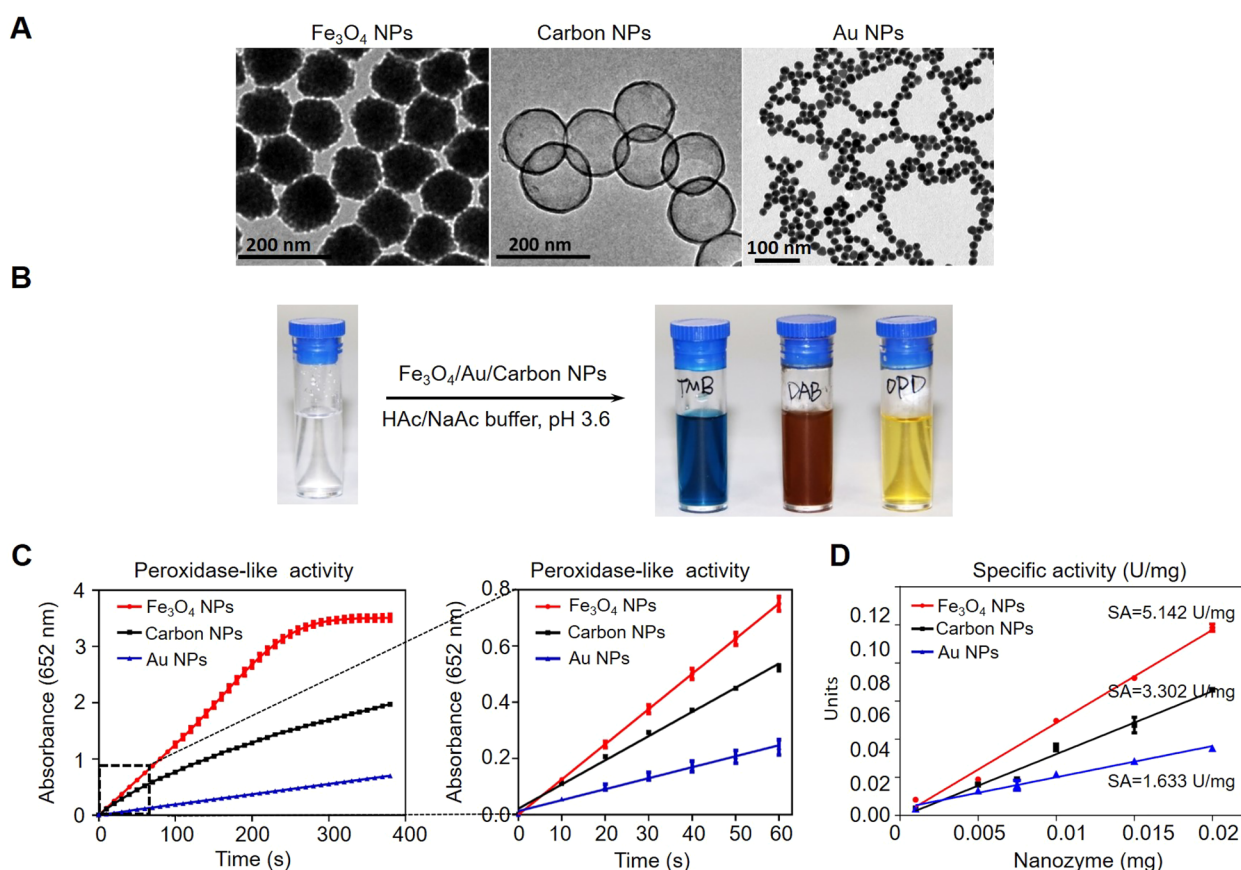 A
Fe₃O₄ NPs
Carbon NPs
Au NPs
200 nm
200 nm
100 nm
B
Fe₃O₄/Au/Carbon NPs
HAc/NaAc buffer, pH 3.6
TMB
DAB
OPD
C
Peroxidase-like activity
Absorbance (652 nm)
4
3
2
1
0
Fe₃O₄ NPs
Carbon NPs
Au NPs
0
100
200
300
400
Time (s)
Peroxidase-like activity
Absorbance (652 nm)
0.8
0.6
0.4
0.2
0.0
Fe₃O₄ NPs
Carbon NPs
Au NPs
0
10
20
30
40
50
60
Time (s)
D
Specific activity (U/mg)
Units
0.12
0.10
0.08
0.06
0.04
0.02
0.00
Fe₃O₄ NPs
Carbon NPs
Au NPs
SA=5.142 U/mg
SA=3.302 U/mg
SA=1.633 U/mg
0.005
0.01
0.015
0.02
Nanozyme (mg)